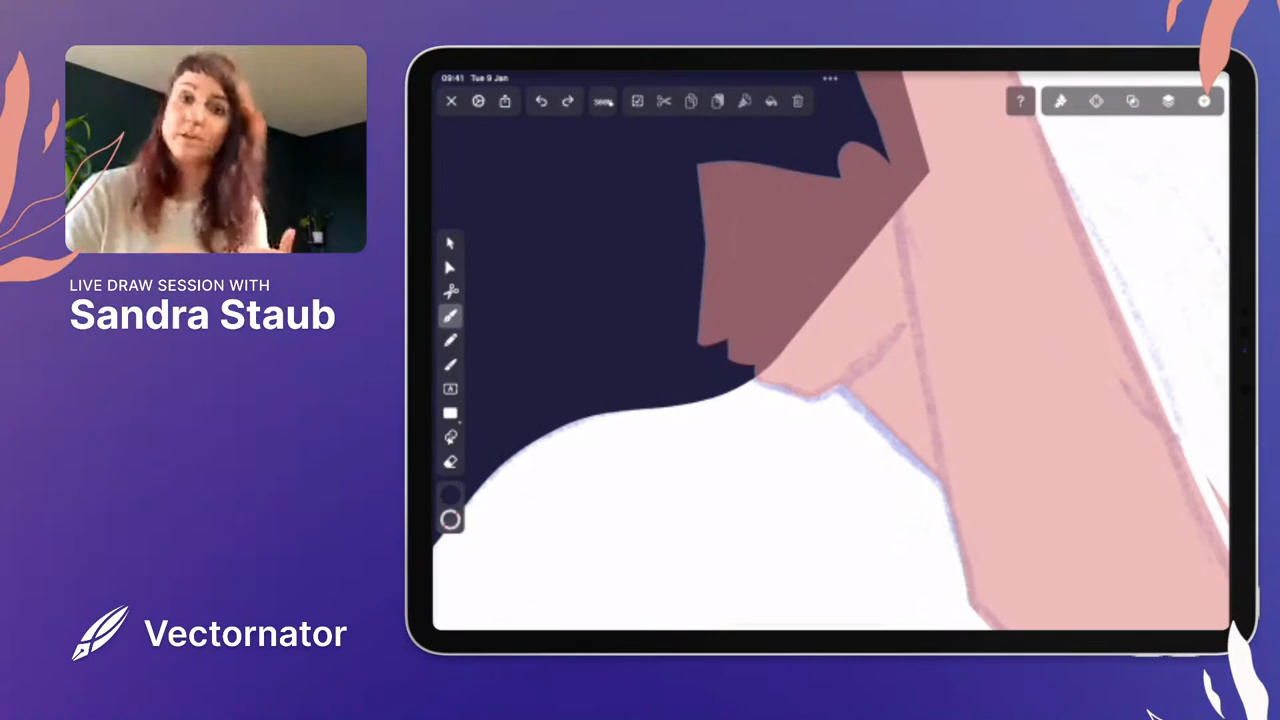 LIVE DRAW SESSION WITH
Sandra Staub
Vectornator
09:41 Tue 9 Jan
?
A